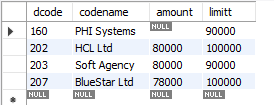 dcode codename amount limitt
160 PHI Systems NULL 90000
202 HCL Ltd 80000 100000
203 Soft Agency 80000 90000
207 BlueStar Ltd 78000 100000
NULL NULL NULL NULL